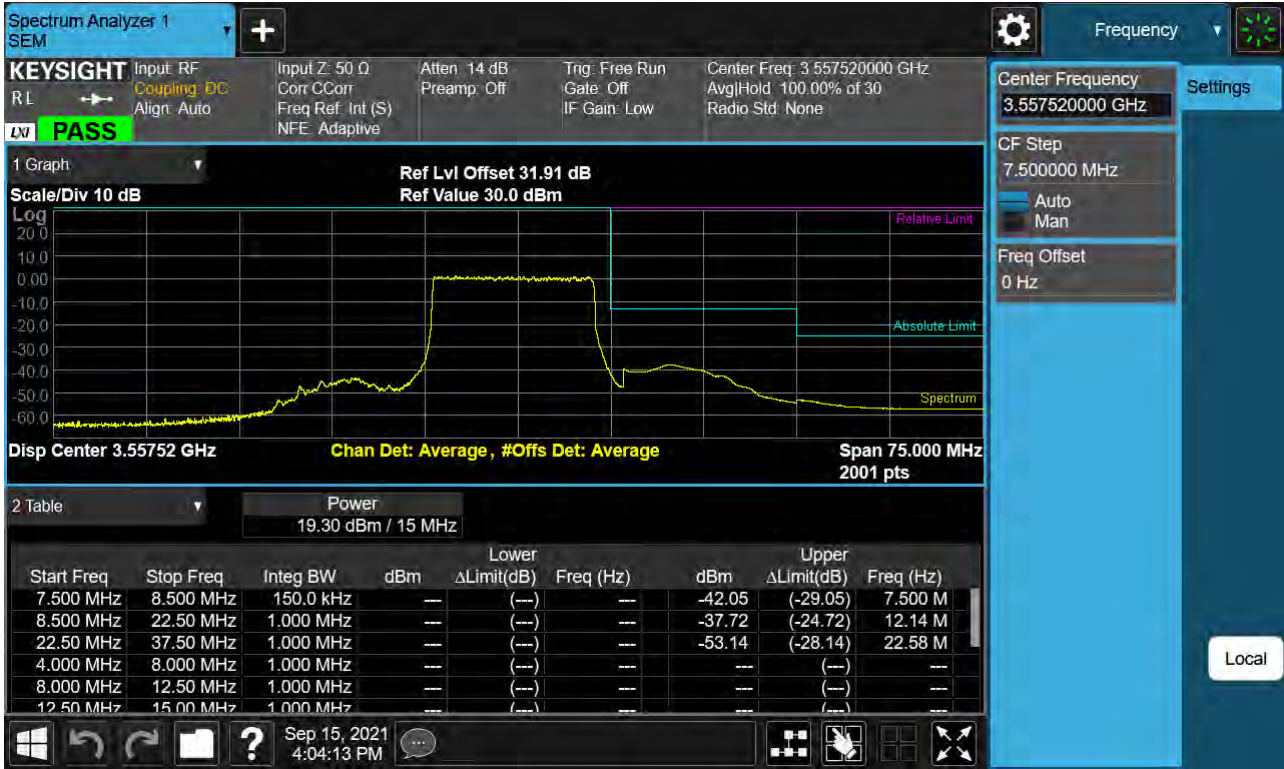 Spectrum Analyzer 1
SEM
Frequency
KEYSIGHT
Input: RF
Coupling: DC
Align: Auto
Input Z: 50 Ω
Corr CCorr
Freq Ref: Int (S)
NFE: Adaptive
Atten: 14 dB
Preamp: Off
Trig: Free Run
Gate: Off
IF Gain: Low
Center Freq: 3.557520000 GHz
Avg|Hold: 100.00% of 30
Radio Std: None
R L
LXI
PASS
Center Frequency
3.557520000 GHz
Settings
CF Step
7.500000 MHz
Auto
Man
Freq Offset
0 Hz
1 Graph
Ref Lvl Offset 31.91 dB
Scale/Div 10 dB
Ref Value 30.0 dBm
Log
Relative Limit
20.0
10.0
0.00
-10.0
-20.0
Absolute Limit
-30.0
-40.0
-50.0
Spectrum
-60.0
Disp Center 3.55752 GHz
Chan Det: Average, #Offs Det: Average
Span 75.000 MHz
2001 pts
2 Table
Power
19.30 dBm / 15 MHz
Lower Upper
Start Freq Stop Freq Integ BW dBm ΔLimit(dB) Freq (Hz) dBm ΔLimit(dB) Freq (Hz)
7.500 MHz 8.500 MHz 150.0 kHz --- (---) --- -42.05 (-29.05) 7.500 M
8.500 MHz 22.50 MHz 1.000 MHz --- (---) --- -37.72 (-24.72) 12.14 M
22.50 MHz 37.50 MHz 1.000 MHz --- (---) --- -53.14 (-28.14) 22.58 M
4.000 MHz 8.000 MHz 1.000 MHz --- (---) --- --- (---) ---
8.000 MHz 12.50 MHz 1.000 MHz --- (---) --- --- (---) ---
12.50 MHz 15.00 MHz 1.000 MHz --- (---) --- --- (---) ---
Local
?
Sep 15, 2021
4:04:13 PM